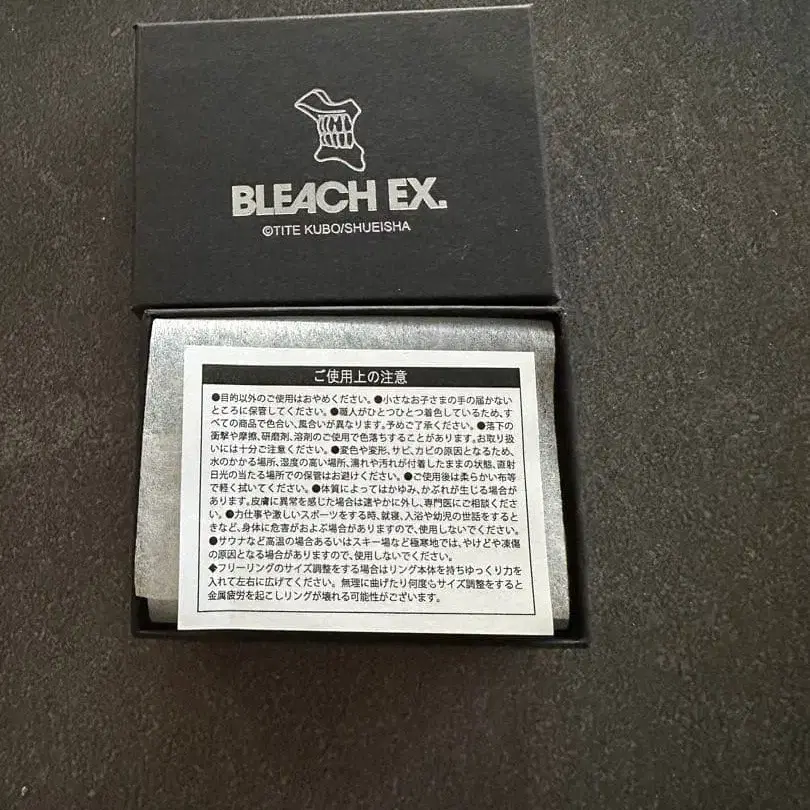 BLEACH EX.
©TITE KUBO/SHUEISHA
ご使用上の注意
●目的以外のご使用はおやめください。●小さなお子さまの手の届かない
ところに保管してください。●職人がひとつひとつ着色しているため、す
べての商品で色合い、風合いが異なります。予めご了承ください。●落下の
衝撃や摩擦、研磨剤、溶剤のご使用で色落ちすることがあります。お取り扱
いには十分ご注意ください。●変色や変形、サビ、カビの原因となるため、
水のかかる場所、湿度の高い場所、濡れや汚れが付着したままの状態、直射
日光の当たる場所での保管はお避けください。●ご使用後は柔らかい布等
で軽く拭いてください。●体質によってはかゆみ、かぶれが生じる場合が
あります。皮膚に異常を感じた場合は速やかに外し、専門医にご相談くださ
い。●力仕事や激しいスポーツをする時、就寝、入浴や幼児の世話をすると
きなど、身体に危害がおよぶ場合がありますので、使用しないでください。
●サウナなど高温の場合あるいはスキー場など極寒地では、やけどや凍傷
の原因となる場合がありますので、使用しないでください。
◆フリーリングのサイズ調整をする場合はリング本体を持ちゆっくり力を
入れて左右に広げてください。無理に曲げたり何度もサイズ調整をすると
金属疲労を起こしリングが壊れる可能性がございます。